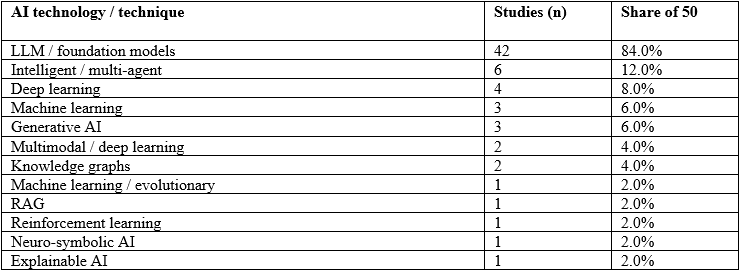 AI technology / technique Studies (n) Share of 50
LLM / foundation models 42 84.0%
Intelligent / multi-agent 6 12.0%
Deep learning 4 8.0%
Machine learning 3 6.0%
Generative AI 3 6.0%
Multimodal / deep learning 2 4.0%
Knowledge graphs 2 4.0%
Machine learning / evolutionary 1 2.0%
RAG 1 2.0%
Reinforcement learning 1 2.0%
Neuro-symbolic AI 1 2.0%
Explainable AI 1 2.0%